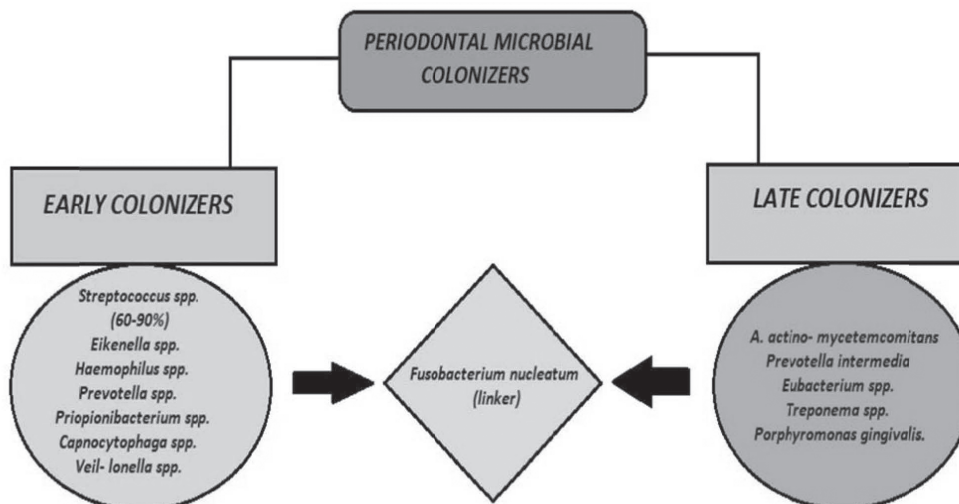 PERIODONTAL MICROBIAL
COLONIZERS
EARLY COLONIZERS
Streptococcus spp.
(60-90%)
Eikenella spp.
Haemophilus spp.
Prevotella spp.
Priopionibacterium spp.
Capnocytophaga spp.
Veil- lonella spp.
Fusobacterium nucleatum
(linker)
LATE COLONIZERS
A. actino- mycetemcomitans
Prevotella intermedia
Eubacterium spp.
Treponema spp.
Porphyromonas gingivalis.